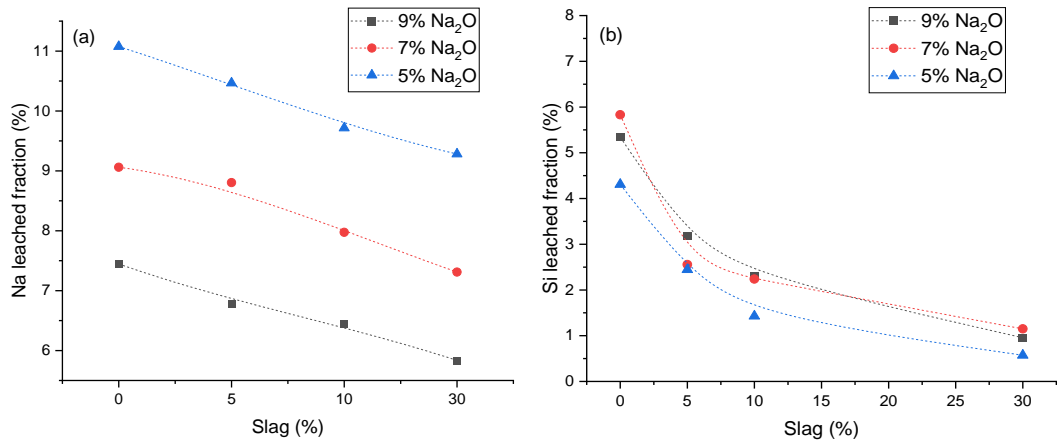 (a)
9% Na₂O
7% Na₂O
5% Na₂O
Na leached fraction (%)
11
10
9
8
7
6
0 5 10 30
Slag (%)
(b)
9% Na₂O
7% Na₂O
5% Na₂O
Si leached fraction (%)
8
7
6
5
4
3
2
1
0
0 5 10 15 20 25 30
Slag (%)